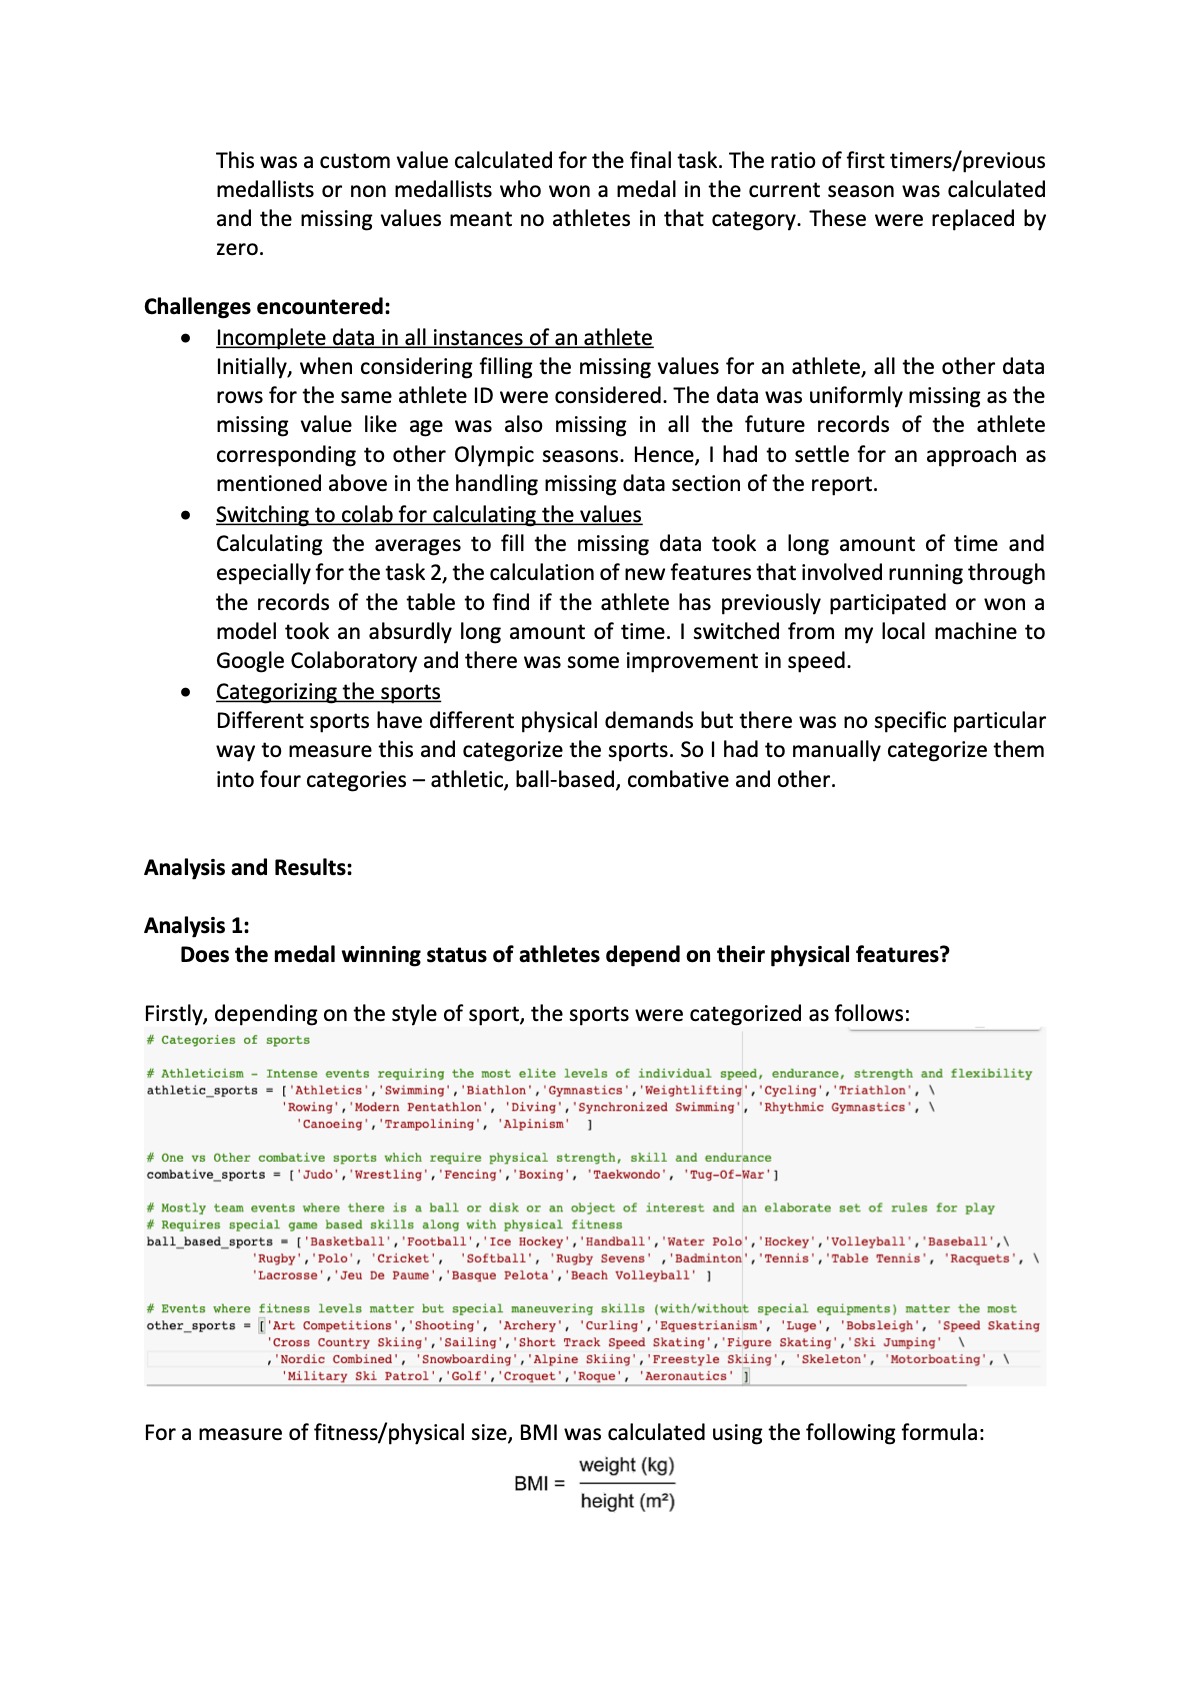 This was a custom value calculated for the final task. The ratio of first timers/previous
medallists or non medallists who won a medal in the current season was calculated
and the missing values meant no athletes in that category. These were replaced by
zero.
Challenges encountered:
• Incomplete data in all instances of an athlete
Initially, when considering filling the missing values for an athlete, all the other data
rows for the same athlete ID were considered. The data was uniformly missing as the
missing value like age was also missing in all the future records of the athlete
corresponding to other Olympic seasons. Hence, I had to settle for an approach as
mentioned above in the handling missing data section of the report.
• Switching to colab for calculating the values
Calculating the averages to fill the missing data took a long amount of time and
especially for the task 2, the calculation of new features that involved running through
the records of the table to find if the athlete has previously participated or won a
model took an absurdly long amount of time. I switched from my local machine to
Google Colaboratory and there was some improvement in speed.
• Categorizing the sports
Different sports have different physical demands but there was no specific particular
way to measure this and categorize the sports. So I had to manually categorize them
into four categories – athletic, ball-based, combative and other.
Analysis and Results:
Analysis 1:
Does the medal winning status of athletes depend on their physical features?
Firstly, depending on the style of sport, the sports were categorized as follows:
# Categories of sports
# Athleticism - Intense events requiring the most elite levels of individual speed, endurance, strength and flexibility
athletic_sports = ['Athletics','Swimming','Biathlon','Gymnastics','Weightlifting','Cycling','Triathlon', \
'Rowing','Modern Pentathlon', 'Diving','Synchronized Swimming', 'Rhythmic Gymnastics', \
'Canoeing','Trampolining', 'Alpinism' ]
# One vs Other combative sports which require physical strength, skill and endurance
combative_sports = ['Judo','Wrestling','Fencing','Boxing', 'Taekwondo', 'Tug-Of-War']
# Mostly team events where there is a ball or disk or an object of interest and an elaborate set of rules for play
# Requires special game based skills along with physical fitness
ball_based_sports = ['Basketball','Football','Ice Hockey','Handball','Water Polo','Hockey','Volleyball','Baseball',\
'Rugby','Polo', 'Cricket', 'Softball', 'Rugby Sevens' ,'Badminton','Tennis','Table Tennis', 'Racquets', \
'Lacrosse','Jeu De Paume','Basque Pelota','Beach Volleyball' ]
# Events where fitness levels matter but special maneuvering skills (with/without special equipments) matter the most
other_sports = ['Art Competitions','Shooting', 'Archery', 'Curling','Equestrianism', 'Luge', 'Bobsleigh', 'Speed Skating
'Cross Country Skiing','Sailing','Short Track Speed Skating','Figure Skating','Ski Jumping' \
,'Nordic Combined', 'Snowboarding','Alpine Skiing','Freestyle Skiing', 'Skeleton', 'Motorboating', \
'Military Ski Patrol','Golf','Croquet','Roque', 'Aeronautics' ]
For a measure of fitness/physical size, BMI was calculated using the following formula:
weight (kg)
BMI =
height (m²)